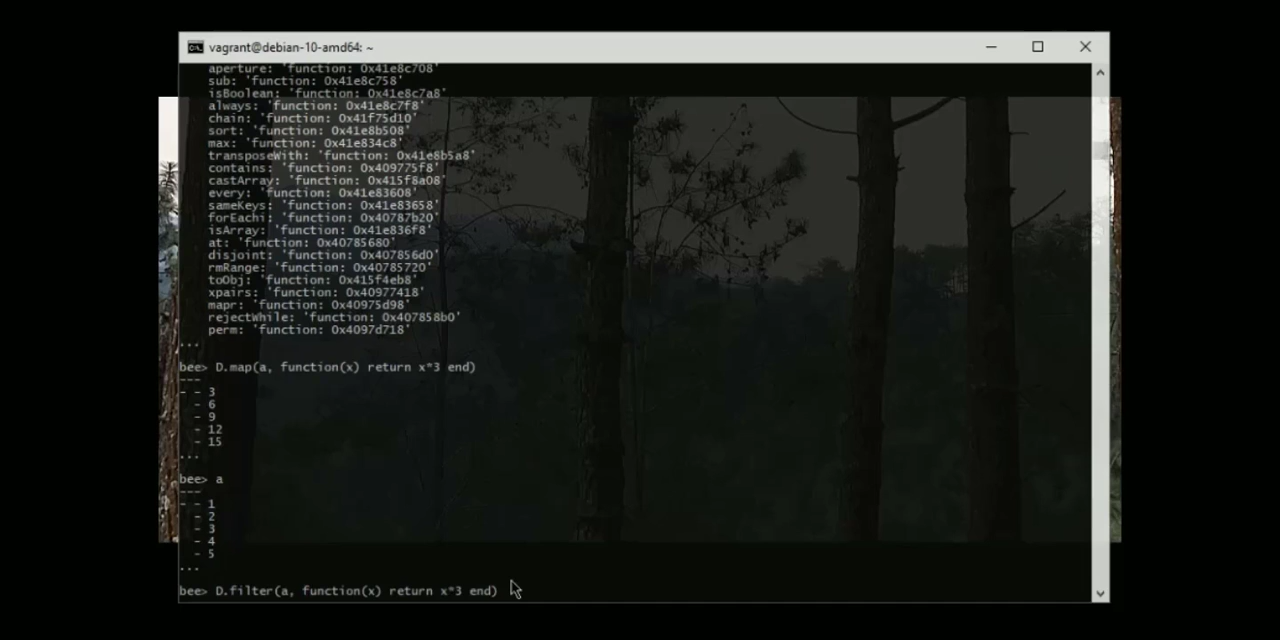 vagrant@debian-10-amd64: ~
aperture: 'function: 0x41e8c708'
sub: 'function: 0x41e8c758'
isBoolean: 'function: 0x41e8c7a8'
always: 'function: 0x41e8c7f8'
chain: 'function: 0x41f75d10'
sort: 'function: 0x41e8b508'
max: 'function: 0x41e834c8'
transposeWith: 'function: 0x41e8b5a8'
contains: 'function: 0x409775f8'
castArray: 'function: 0x415f8a08'
every: 'function: 0x41e83608'
sameKeys: 'function: 0x41e83658'
forEachi: 'function: 0x40787b20'
isArray: 'function: 0x41e836f8'
at: 'function: 0x40785680'
disjoint: 'function: 0x407856d0'
rmRange: 'function: 0x40785720'
toObj: 'function: 0x415f4eb8'
xpairs: 'function: 0x40977418'
mapr: 'function: 0x40975d98'
rejectWhile: 'function: 0x407858b0'
perm: 'function: 0x4097d718'
...
bee> D.map(a, function(x) return x*3 end)
---
- - 3
- 6
- 9
- 12
- 15
...
bee> a
---
- - 1
- 2
- 3
- 4
- 5
...
bee> D.filter(a, function(x) return x*3 end)